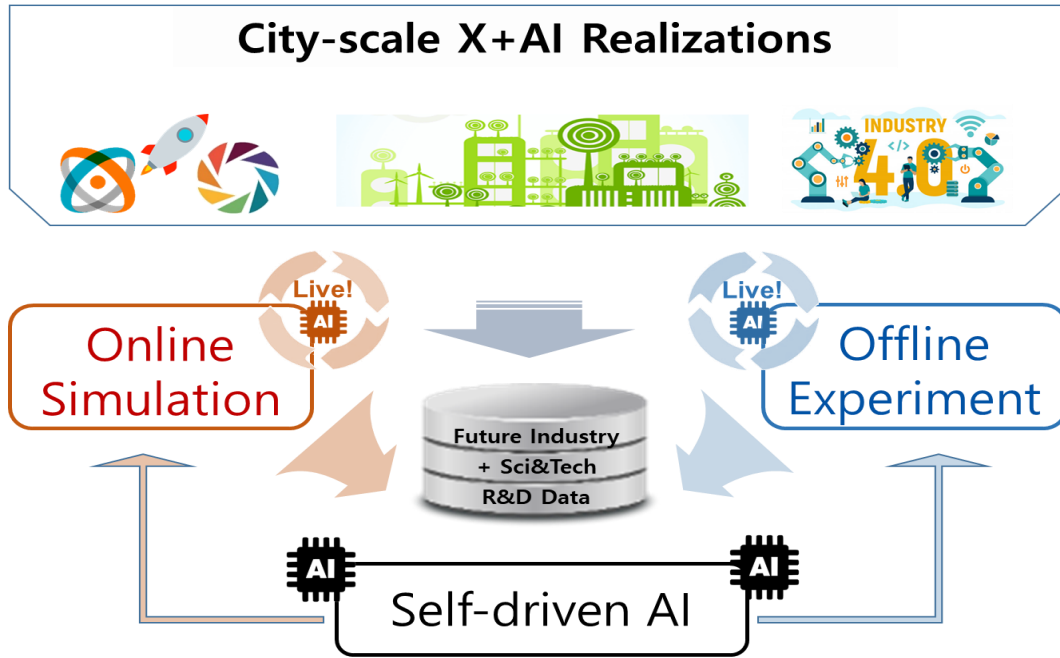 City-scale X+AI Realizations
INDUSTRY
</>
4.0
Live!
AI
Live!
AI
Online
Simulation
Offline
Experiment
Future Industry
+ Sci&Tech
R&D Data
AI
AI
Self-driven AI